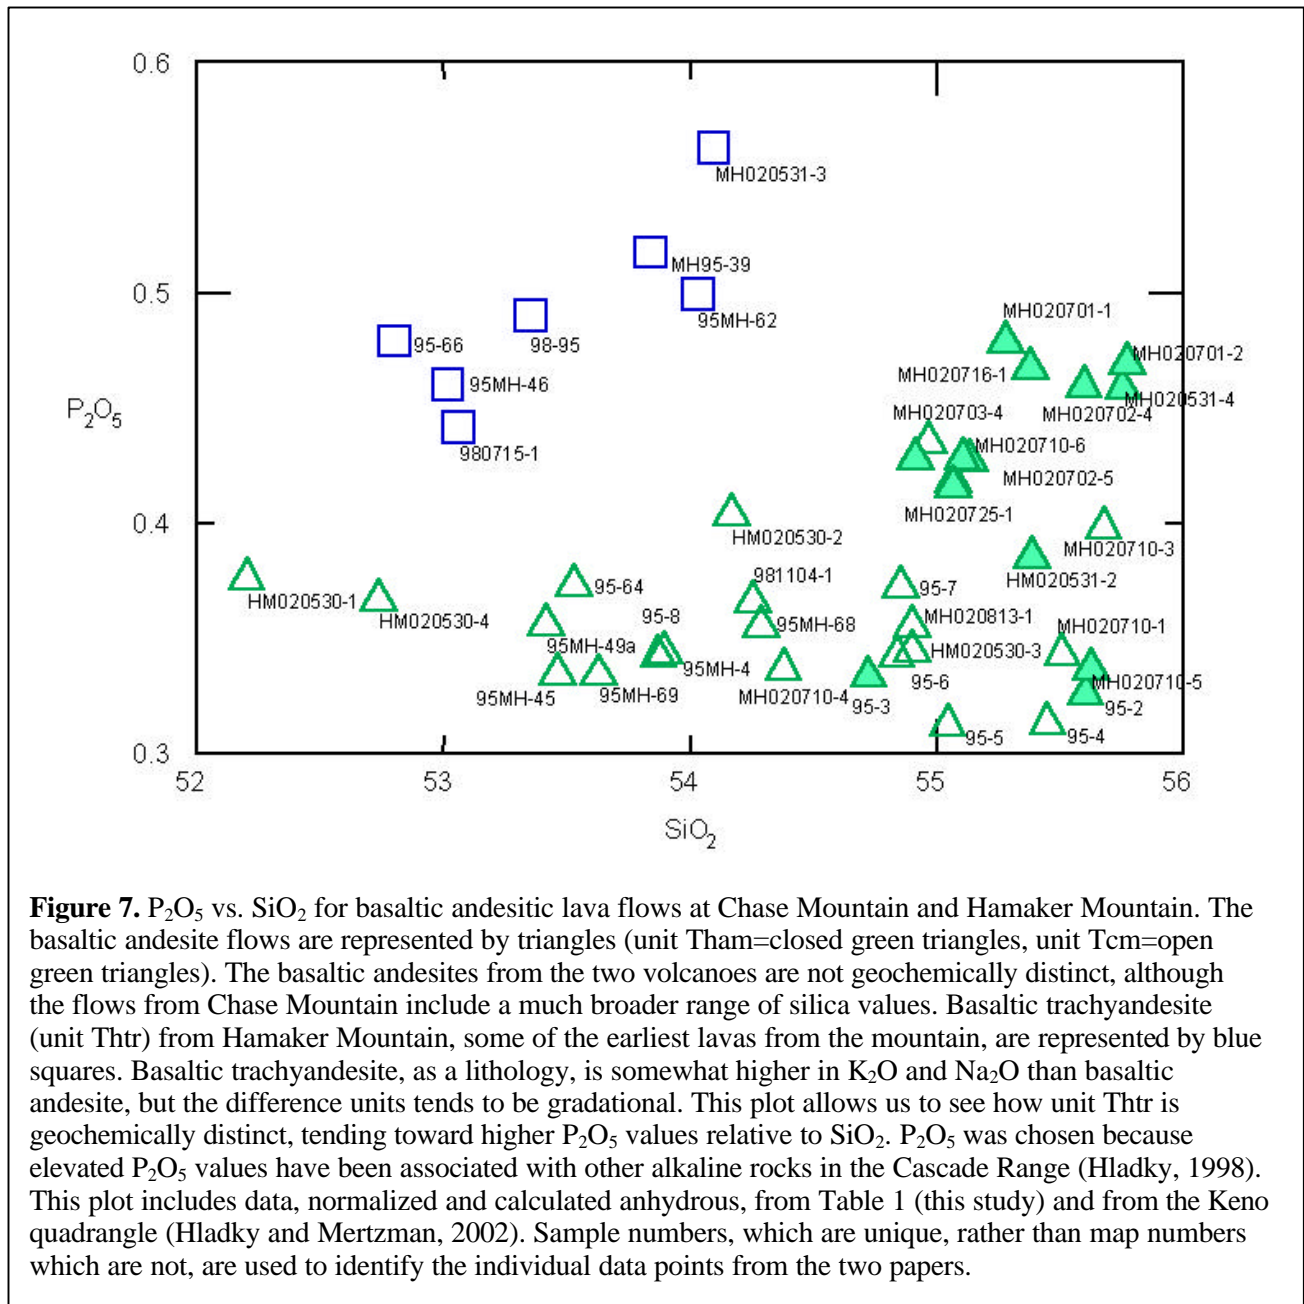 0.6
MH020531-3
MH95-39
0.5
95MH-62
MH020701-1
98-95
95-66
MH020701-2
MH020716-1
95MH-46
MH020531-4
P₂O₅
MH020702-4
MH020703-4
980715-1
MH020710-6
MH020702-5
MH020725-1
0.4
HM020530-2
MH020710-3
981104-1
HM020531-2
95-64
95-7
HM020530-1
95-8
MH020813-1
HM020530-4
95MH-68
MH020710-1
95MH-49a
HM020530-3
95MH-4
95-6
MH020710-5
95MH-45
95MH-69
MH020710-4
95-3
95-2
95-5
95-4
0.3
52 53 54 55 56
SiO₂
Figure 7. P₂O₅ vs. SiO₂ for basaltic andesitic lava flows at Chase Mountain and Hamaker Mountain. The
basaltic andesite flows are represented by triangles (unit Tham=closed green triangles, unit Tcm=open
green triangles). The basaltic andesites from the two volcanoes are not geochemically distinct, although
the flows from Chase Mountain include a much broader range of silica values. Basaltic trachyandesite
(unit Thtr) from Hamaker Mountain, some of the earliest lavas from the mountain, are represented by blue
squares. Basaltic trachyandesite, as a lithology, is somewhat higher in K₂O and Na₂O than basaltic
andesite, but the difference units tends to be gradational. This plot allows us to see how unit Thtr is
geochemically distinct, tending toward higher P₂O₅ values relative to SiO₂. P₂O₅ was chosen because
elevated P₂O₅ values have been associated with other alkaline rocks in the Cascade Range (Hladky, 1998).
This plot includes data, normalized and calculated anhydrous, from Table 1 (this study) and from the Keno
quadrangle (Hladky and Mertzman, 2002). Sample numbers, which are unique, rather than map numbers
which are not, are used to identify the individual data points from the two papers.